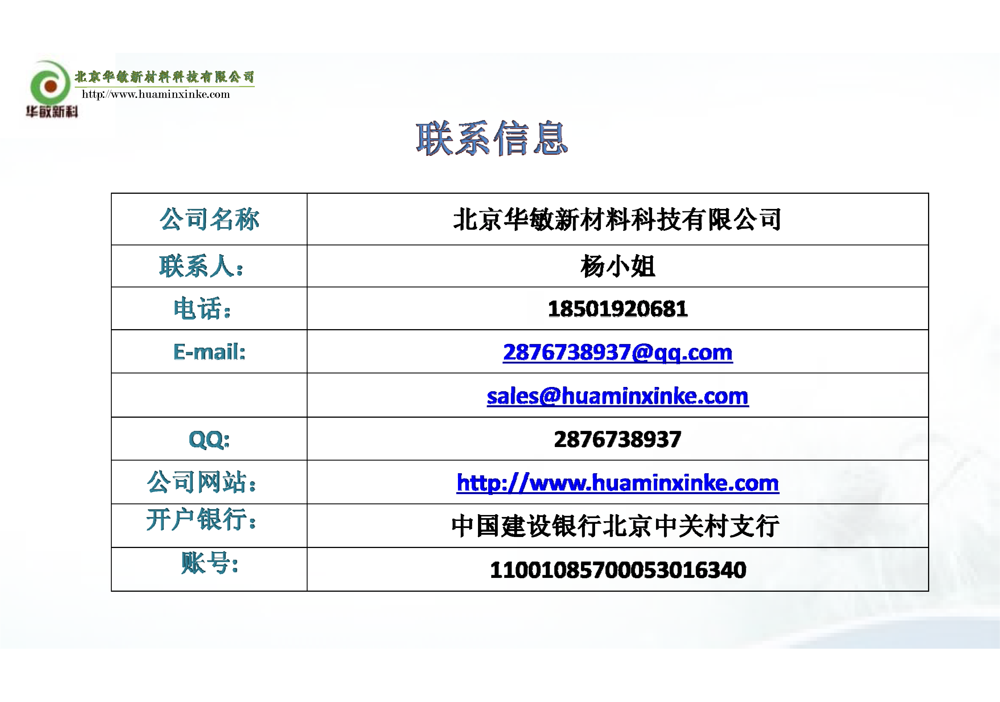 北京华敏新材料科技有限公司
http://www.huaminxinke.com
华敏新科
联系信息
公司名称 北京华敏新材料科技有限公司
联系人： 杨小姐
电话： 18501920681
E-mail: 2876738937@qq.com
sales@huaminxinke.com
QQ: 2876738937
公司网站： http://www.huaminxinke.com
开户银行： 中国建设银行北京中关村支行
账号: 11001085700053016340